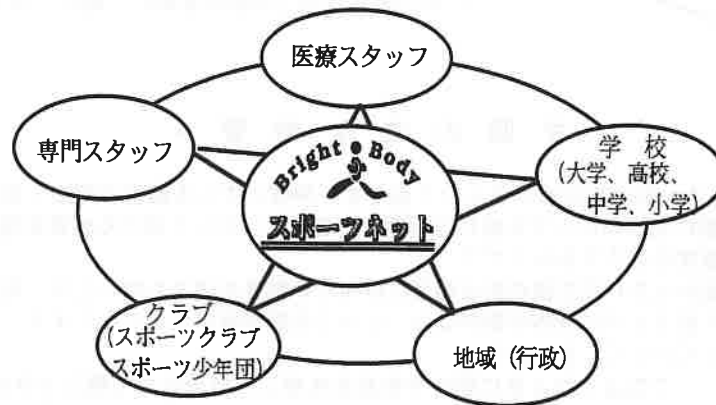 医療スタッフ
専門スタッフ
学 校
(大学、高校、
中学、小学)
Bright Body
スポーツネット
クラブ
(スポーツクラブ
スポーツ少年団)
地域 (行政)